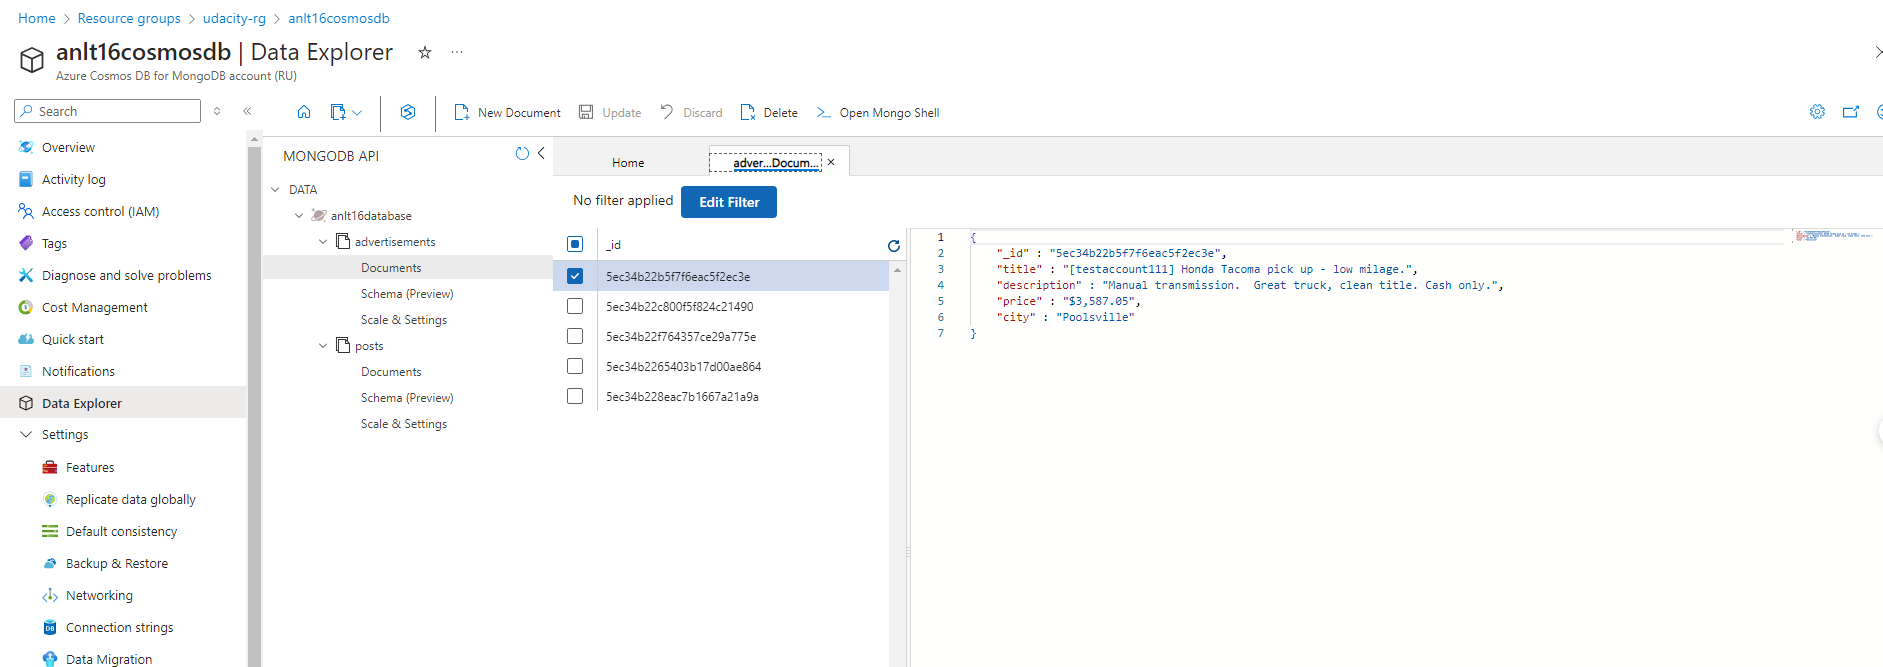 Home > Resource groups > udacity-rg > anlt16cosmosdb
anlt16cosmosdb | Data Explorer
Azure Cosmos DB for MongoDB account (RU)
Search
Overview
Activity log
Access control (IAM)
Tags
Diagnose and solve problems
Cost Management
Quick start
Notifications
Data Explorer
Settings
Features
Replicate data globally
Default consistency
Backup & Restore
Networking
Connection strings
Data Migration
New Document
Update
Discard
Delete
Open Mongo Shell
MONGODB API
DATA
anlt16database
advertisements
Documents
Schema (Preview)
Scale & Settings
posts
Documents
Schema (Preview)
Scale & Settings
Home
adver...Docum...
No filter applied
Edit Filter
_id
5ec34b22b5f7f6eac5f2ec3e
5ec34b22c800f5f824c21490
5ec34b22f764357ce29a775e
5ec34b2265403b17d00ae864
5ec34b228eac7b1667a21a9a
1 {
2 "_id" : "5ec34b22b5f7f6eac5f2ec3e",
3 "title" : "[testaccount111] Honda Tacoma pick up - low milage.",
4 "description" : "Manual transmission.  Great truck, clean title. Cash only.",
5 "price" : "$3,587.05",
6 "city" : "Poolsville"
7 }